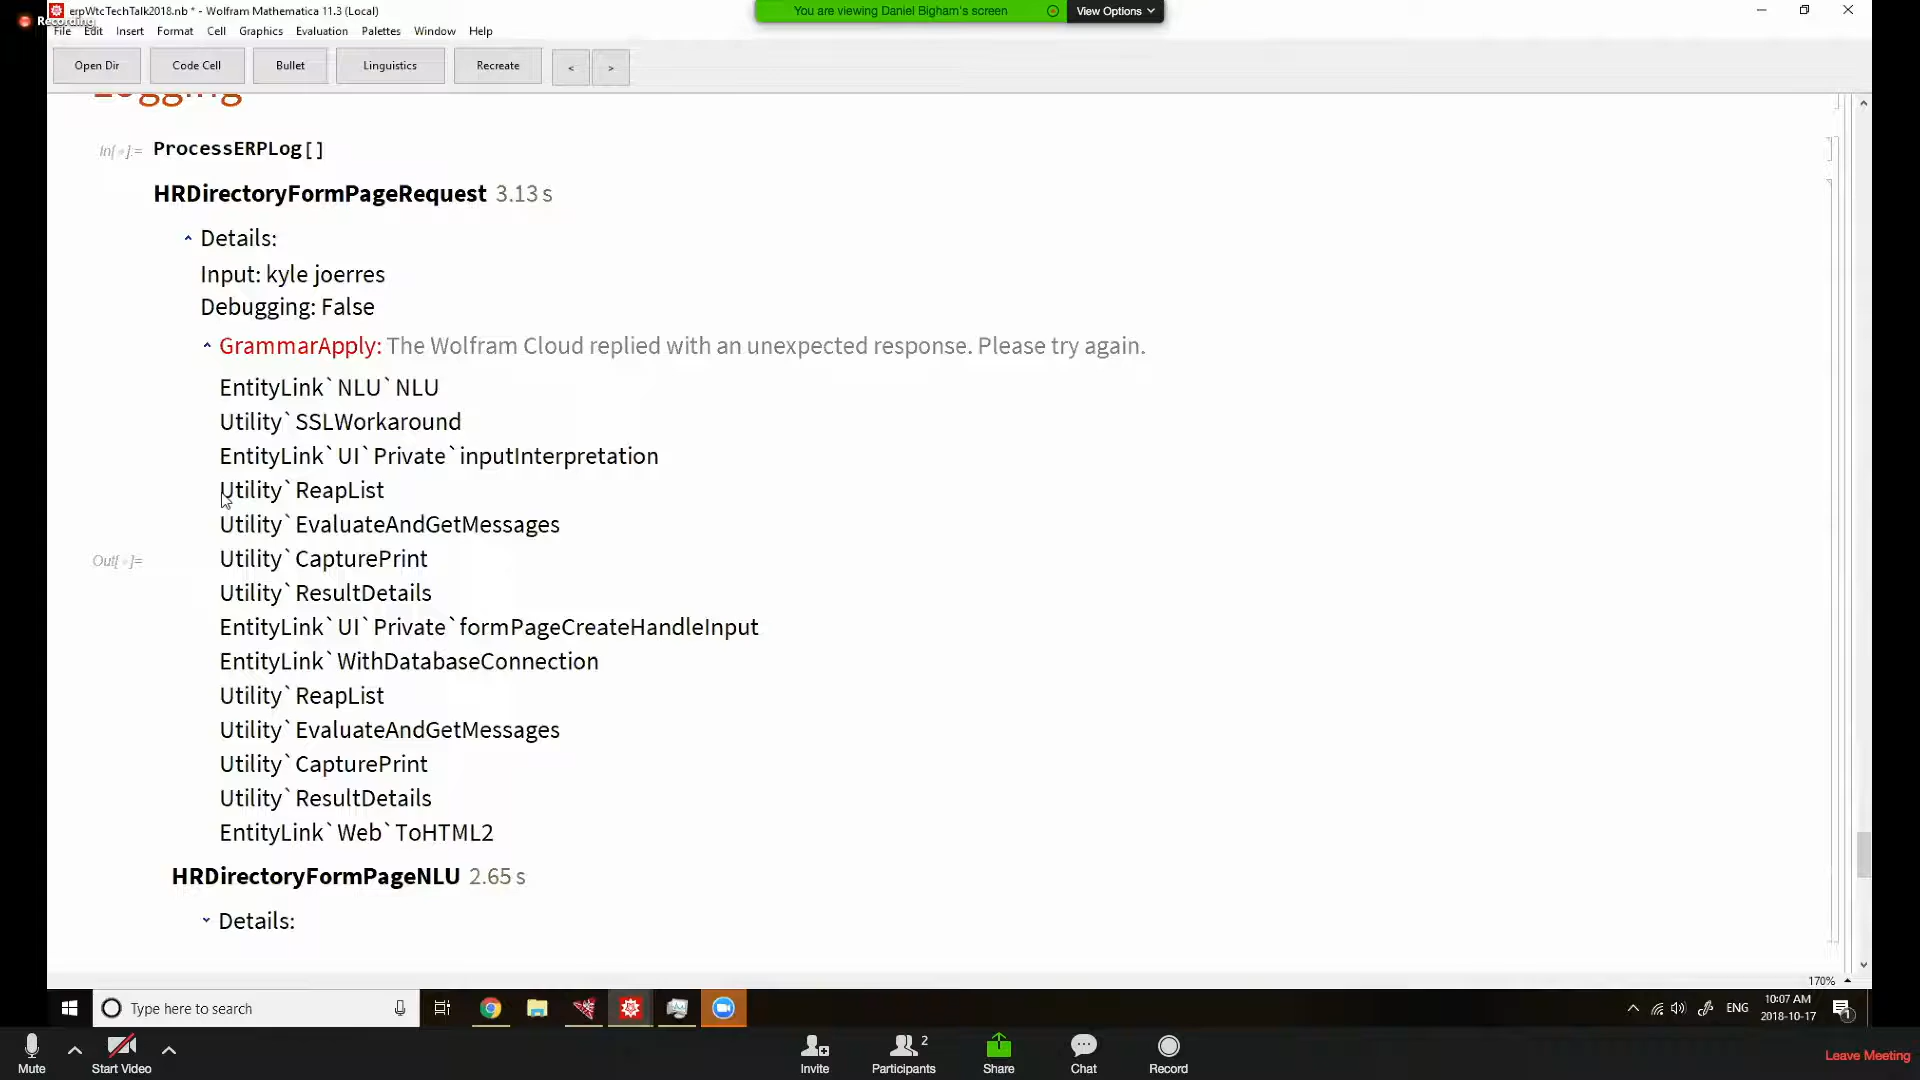 erpWtcTechTalk2018.nb * - Wolfram Mathematica 11.3 (Local)
Recording
You are viewing Daniel Bigham's screen
View Options
File Edit Insert Format Cell Graphics Evaluation Palettes Window Help
Open Dir Code Cell Bullet Linguistics Recreate < >
Logging
In[ ]:= ProcessERPLog[]
HRDirectoryFormPageRequest 3.13 s
Details:
Input: kyle joerres
Debugging: False
GrammarApply: The Wolfram Cloud replied with an unexpected response. Please try again.
EntityLink`NLU`NLU
Utility`SSLWorkaround
EntityLink`UI`Private`inputInterpretation
Utility`ReapList
Utility`EvaluateAndGetMessages
Out[ ]= Utility`CapturePrint
Utility`ResultDetails
EntityLink`UI`Private`formPageCreateHandleInput
EntityLink`WithDatabaseConnection
Utility`ReapList
Utility`EvaluateAndGetMessages
Utility`CapturePrint
Utility`ResultDetails
EntityLink`Web`ToHTML2
HRDirectoryFormPageNLU 2.65 s
Details:
170%
Type here to search
ENG
10:07 AM
2018-10-17
1
Mute Start Video Invite Participants 2 Share Chat Record Leave Meeting